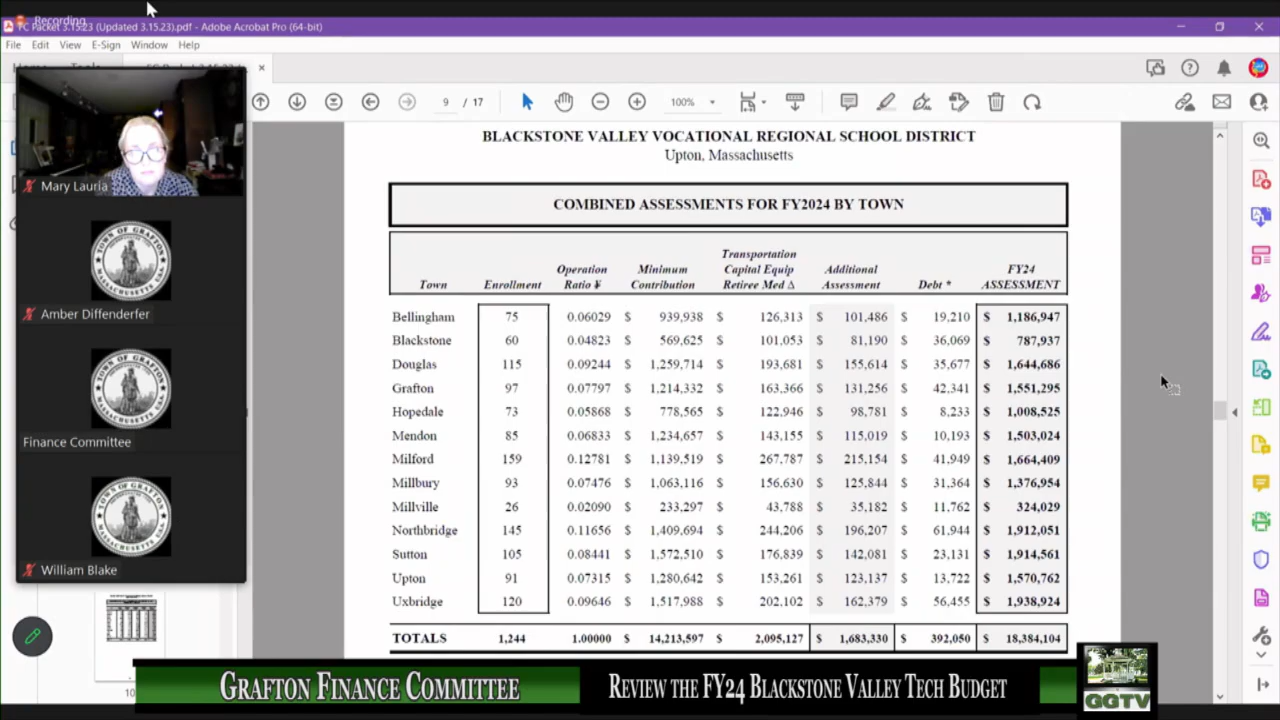 Recording
FC Packet 3.15.23 (Updated 3.15.23).pdf - Adobe Acrobat Pro (64-bit)
File Edit View E-Sign Window Help
9 / 17 100%
Mary Lauria
TOWN OF GRAFTON
Amber Diffenderfer
Finance Committee
William Blake
BLACKSTONE VALLEY VOCATIONAL REGIONAL SCHOOL DISTRICT
Upton, Massachusetts
COMBINED ASSESSMENTS FOR FY2024 BY TOWN
Town Enrollment Operation Ratio ¥ Minimum Contribution Transportation Capital Equip Retiree Med Δ Additional Assessment Debt * FY24 ASSESSMENT
Bellingham 75 0.06029 $ 939,938 $ 126,313 $ 101,486 $ 19,210 $ 1,186,947
Blackstone 60 0.04823 $ 569,625 $ 101,053 $ 81,190 $ 36,069 $ 787,937
Douglas 115 0.09244 $ 1,259,714 $ 193,681 $ 155,614 $ 35,677 $ 1,644,686
Grafton 97 0.07797 $ 1,214,332 $ 163,366 $ 131,256 $ 42,341 $ 1,551,295
Hopedale 73 0.05868 $ 778,565 $ 122,946 $ 98,781 $ 8,233 $ 1,008,525
Mendon 85 0.06833 $ 1,234,657 $ 143,155 $ 115,019 $ 10,193 $ 1,503,024
Milford 159 0.12781 $ 1,139,519 $ 267,787 $ 215,154 $ 41,949 $ 1,664,409
Millbury 93 0.07476 $ 1,063,116 $ 156,630 $ 125,844 $ 31,364 $ 1,376,954
Millville 26 0.02090 $ 233,297 $ 43,788 $ 35,182 $ 11,762 $ 324,029
Northbridge 145 0.11656 $ 1,409,694 $ 244,206 $ 196,207 $ 61,944 $ 1,912,051
Sutton 105 0.08441 $ 1,572,510 $ 176,839 $ 142,081 $ 23,131 $ 1,914,561
Upton 91 0.07315 $ 1,280,642 $ 153,261 $ 123,137 $ 13,722 $ 1,570,762
Uxbridge 120 0.09646 $ 1,517,988 $ 202,102 $ 162,379 $ 56,455 $ 1,938,924
TOTALS 1,244 1.00000 $ 14,213,597 $ 2,095,127 $ 1,683,330 $ 392,050 $ 18,384,104
10
GRAFTON FINANCE COMMITTEE
REVIEW THE FY24 BLACKSTONE VALLEY TECH BUDGET
GGTV